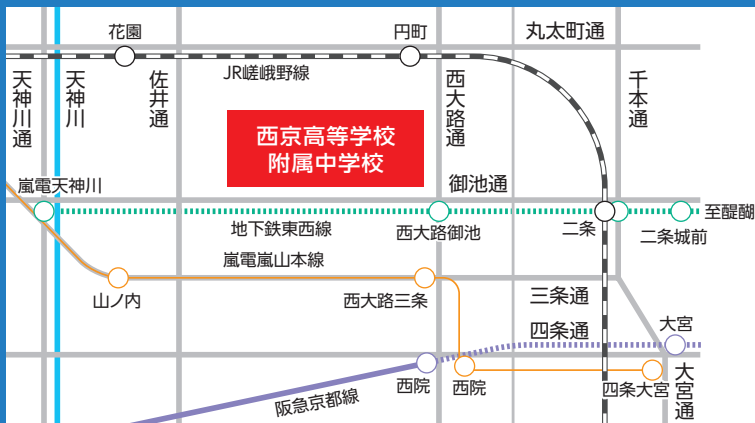 花園
円町
丸太町通
JR嵯峨野線
天神川通
天神川
佐井通
西大路通
千本通
西京高等学校
附属中学校
嵐電天神川
御池通
地下鉄東西線
西大路御池
二条
二条城前
至醍醐
嵐電嵐山本線
山ノ内
西大路三条
三条通
四条通
大宮
西院
西院
四条大宮
大宮通
阪急京都線